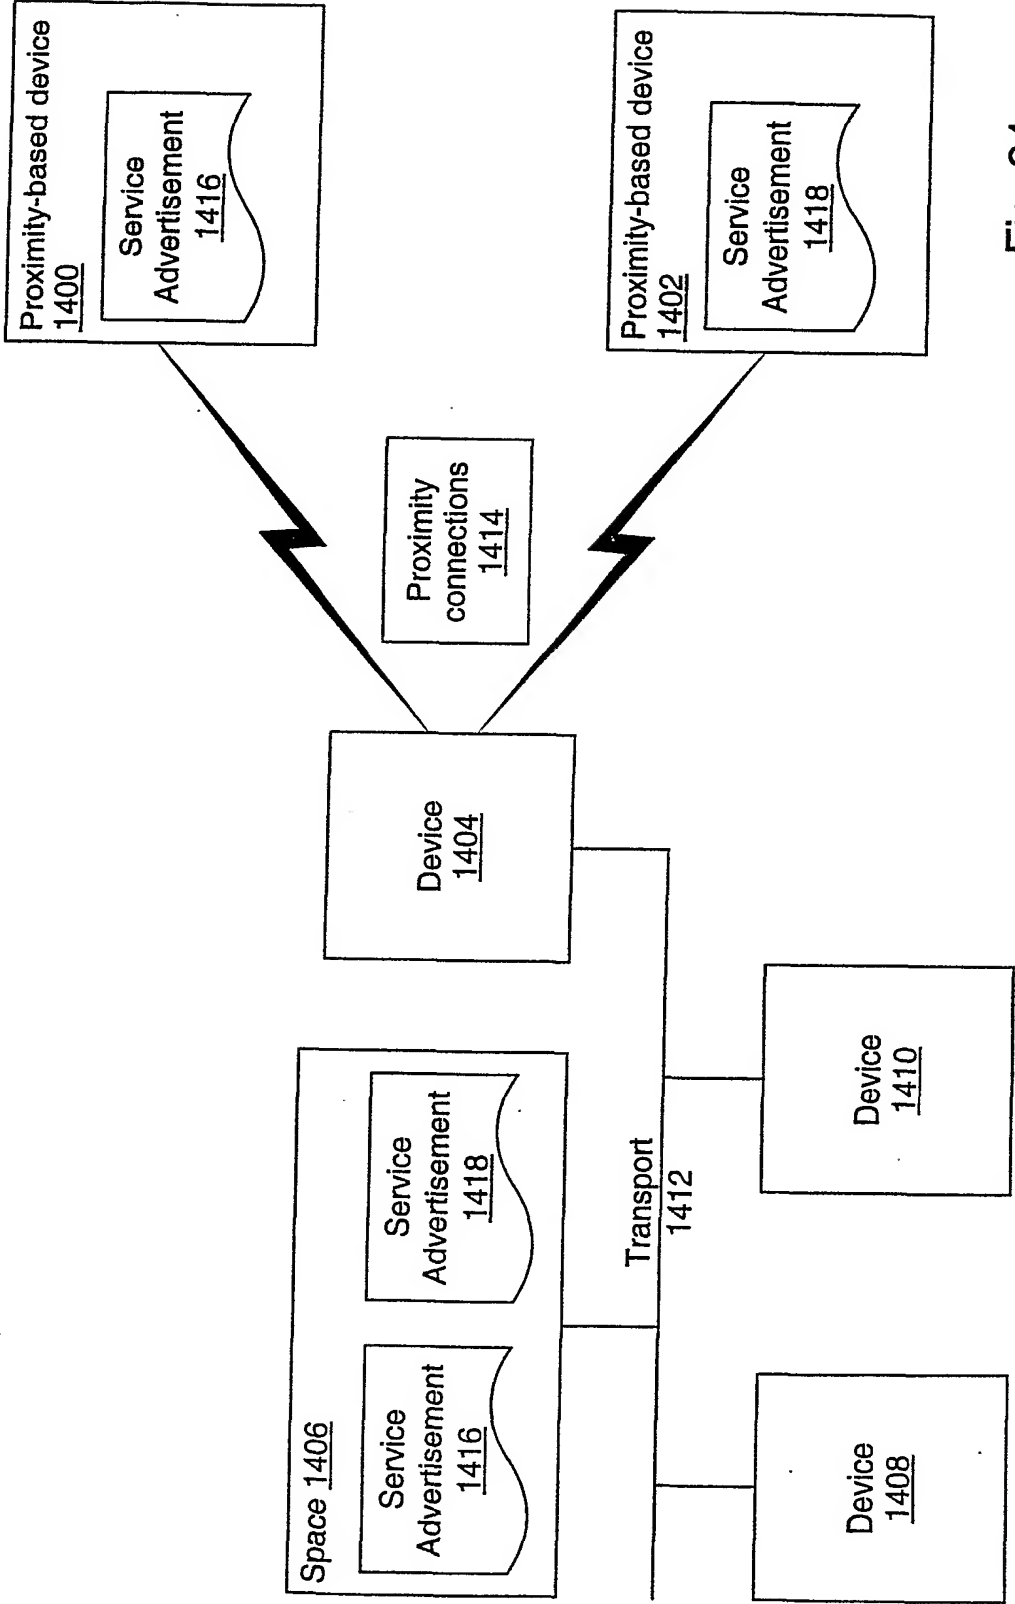 Proximity-based device
1400
Service
Advertisement
1416
Proximity-based device
1402
Service
Advertisement
1418
Proximity
connections
1414
Device
1404
Space 1406
Service
Advertisement
1416
Service
Advertisement
1418
Transport
1412
Device
1408
Device
1410